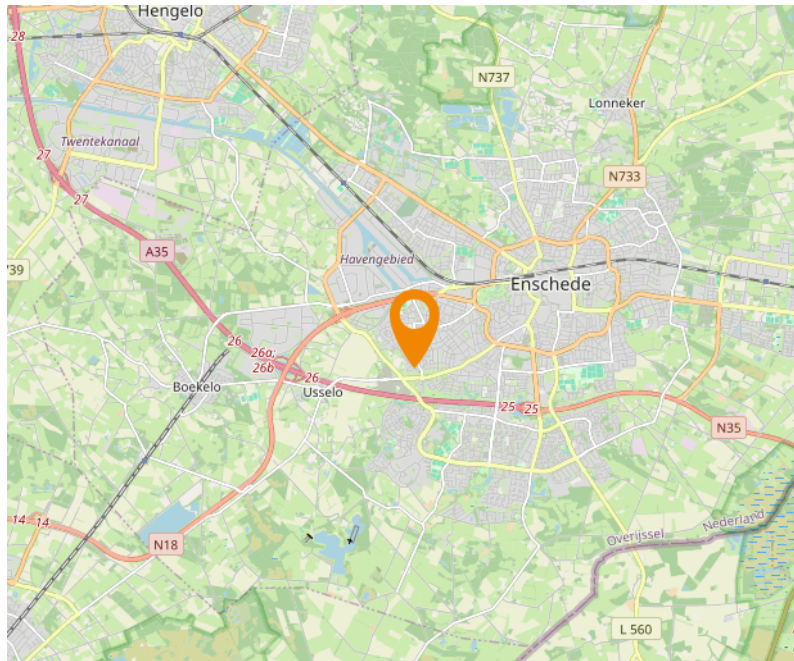 Hengelo
28
N737
Lonneker
Twentekanaal
27
N733
27
A35
Havengebied
739
Enschede
26
26a;
26b
26
Boekelo
Usselo
25
25
N35
14
14
N18
Nederland
Overijssel
L 560